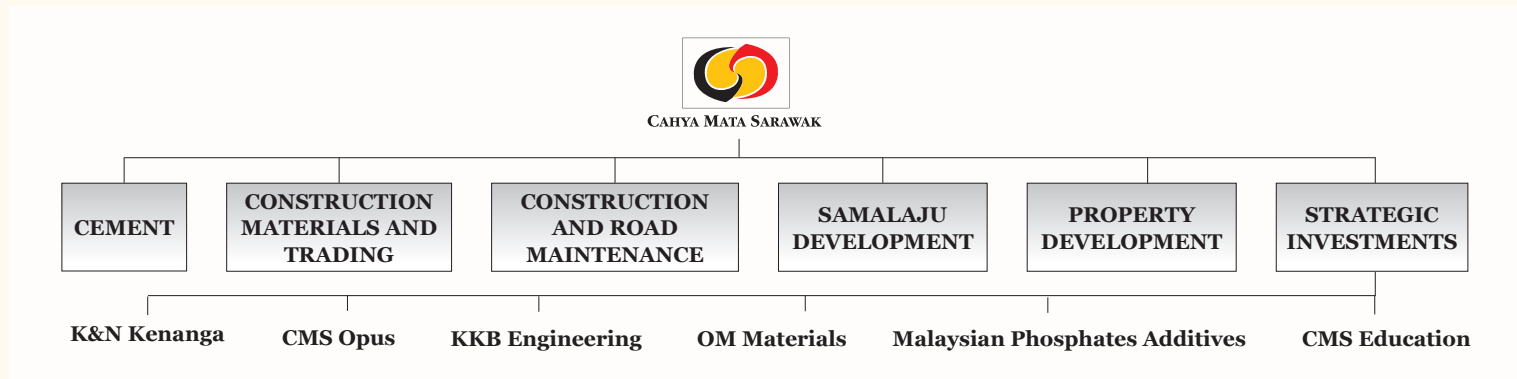 CAHYA MATA SARAWAK
CEMENT
CONSTRUCTION
MATERIALS AND
TRADING
CONSTRUCTION
AND ROAD
MAINTENANCE
SAMALAJU
DEVELOPMENT
PROPERTY
DEVELOPMENT
STRATEGIC
INVESTMENTS
K&N Kenanga
CMS Opus
KKB Engineering
OM Materials
Malaysian Phosphates Additives
CMS Education